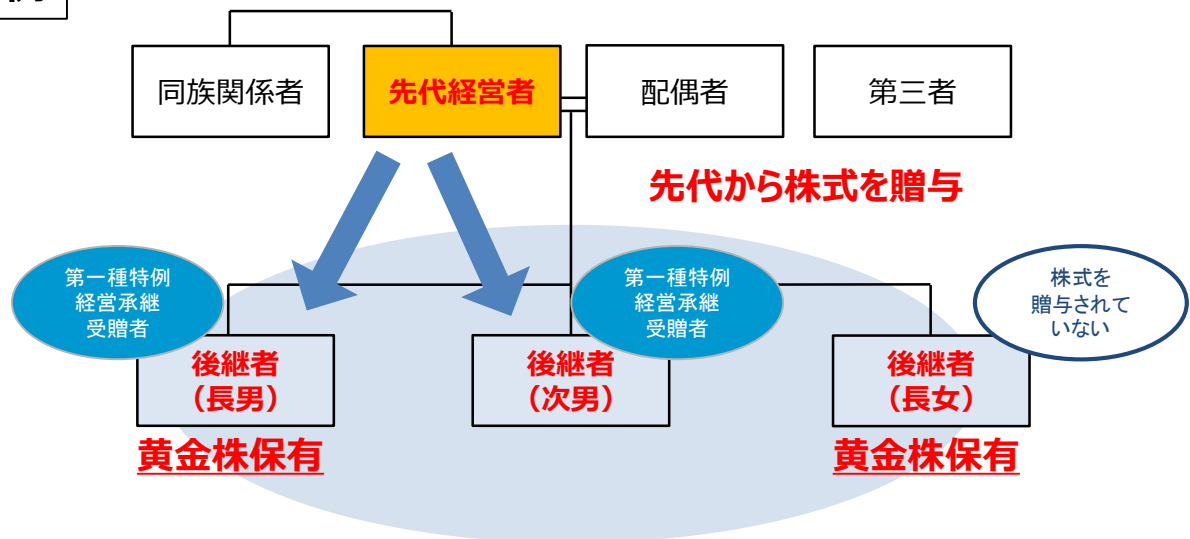 同族関係者
先代経営者
配偶者
第三者
先代から株式を贈与
第一種特例
経営承継
受贈者
第一種特例
経営承継
受贈者
株式を
贈与されて
いない
後継者
（長男）
後継者
（次男）
後継者
（長女）
黄金株保有
黄金株保有